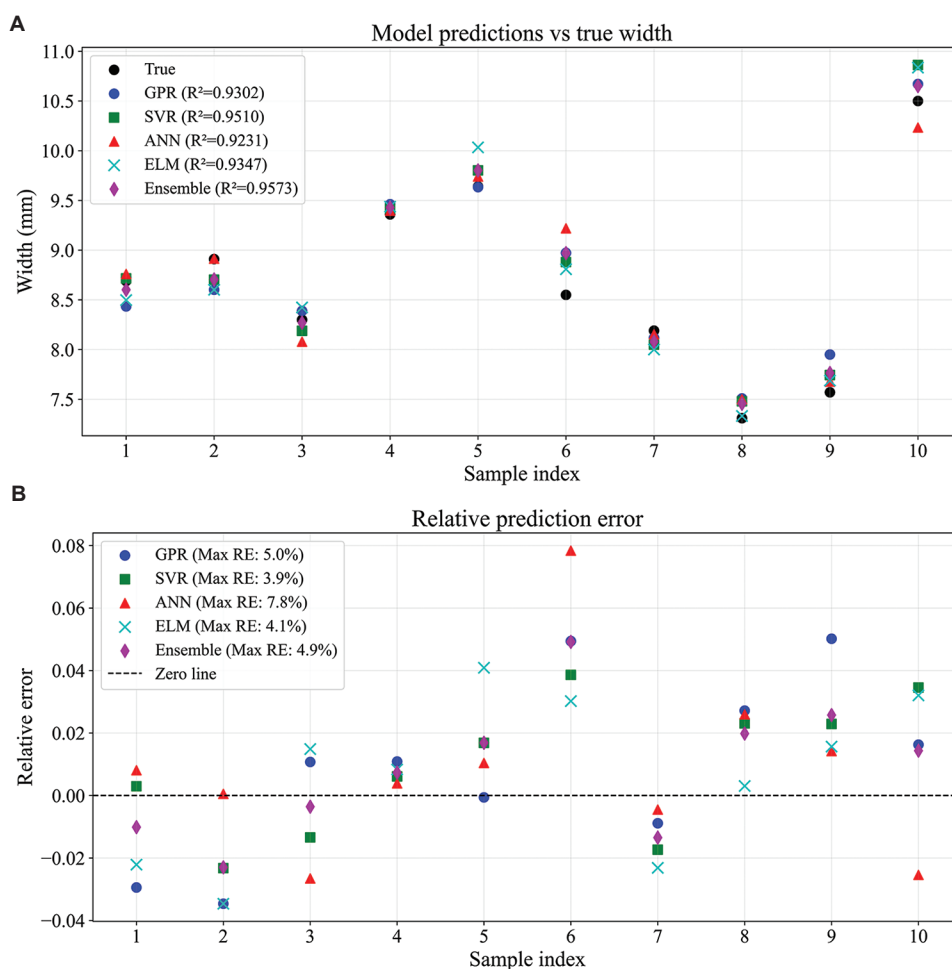 A
Model predictions vs true width
11.0
10.5
10.0
9.5
9.0
8.5
8.0
7.5
Width (mm)
True
GPR (R²=0.9302)
SVR (R²=0.9510)
ANN (R²=0.9231)
ELM (R²=0.9347)
Ensemble (R²=0.9573)
1 2 3 4 5 6 7 8 9 10
Sample index
B
Relative prediction error
0.08
0.06
0.04
0.02
0.00
−0.02
−0.04
Relative error
GPR (Max RE: 5.0%)
SVR (Max RE: 3.9%)
ANN (Max RE: 7.8%)
ELM (Max RE: 4.1%)
Ensemble (Max RE: 4.9%)
Zero line
1 2 3 4 5 6 7 8 9 10
Sample index